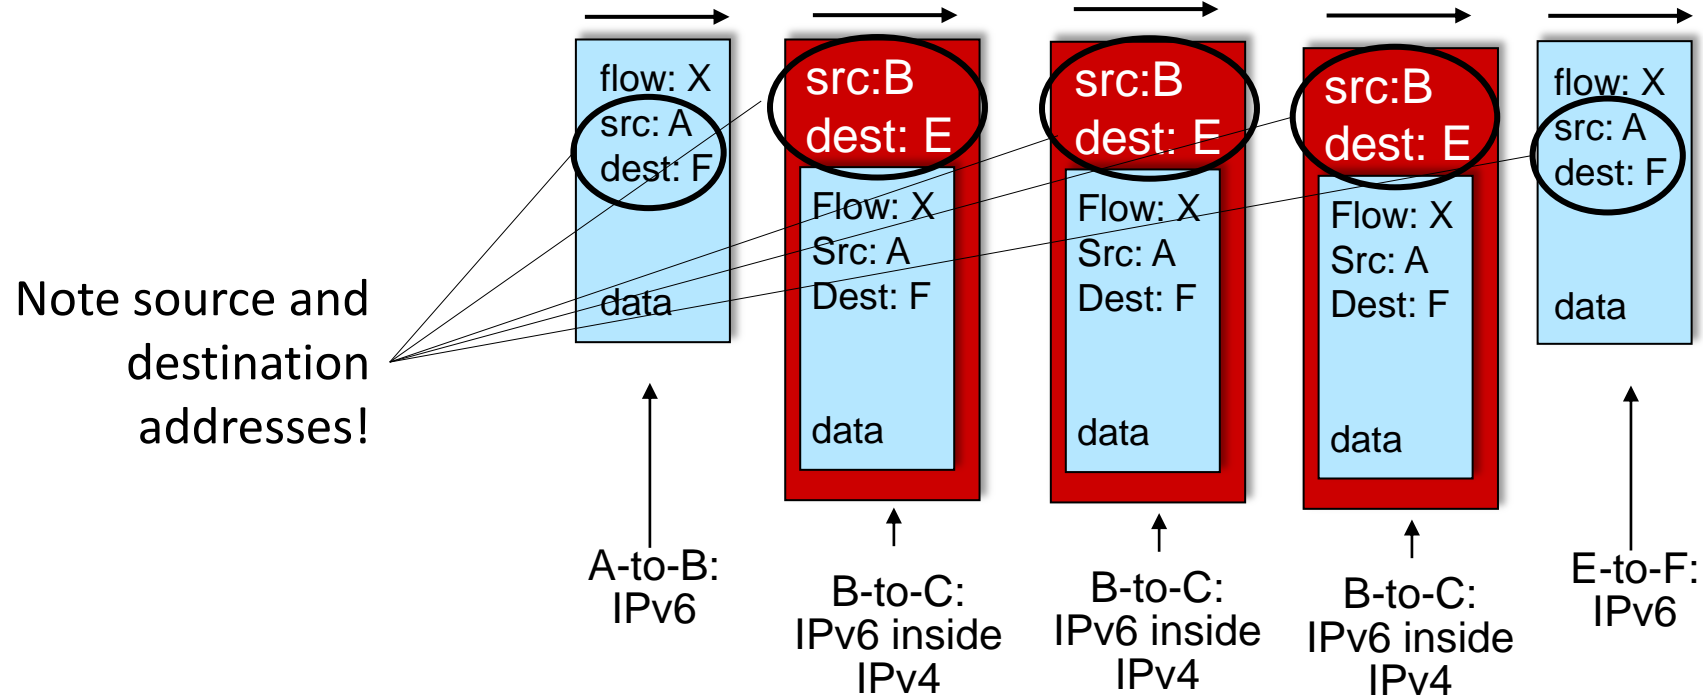 flow: X
src: A
dest: F
data
src:B
dest: E
Flow: X
Src: A
Dest: F
data
src:B
dest: E
Flow: X
Src: A
Dest: F
data
src:B
dest: E
Flow: X
Src: A
Dest: F
data
flow: X
src: A
dest: F
data
Note source and
destination
addresses!
A-to-B:
IPv6
B-to-C:
IPv6 inside
IPv4
B-to-C:
IPv6 inside
IPv4
B-to-C:
IPv6 inside
IPv4
E-to-F:
IPv6